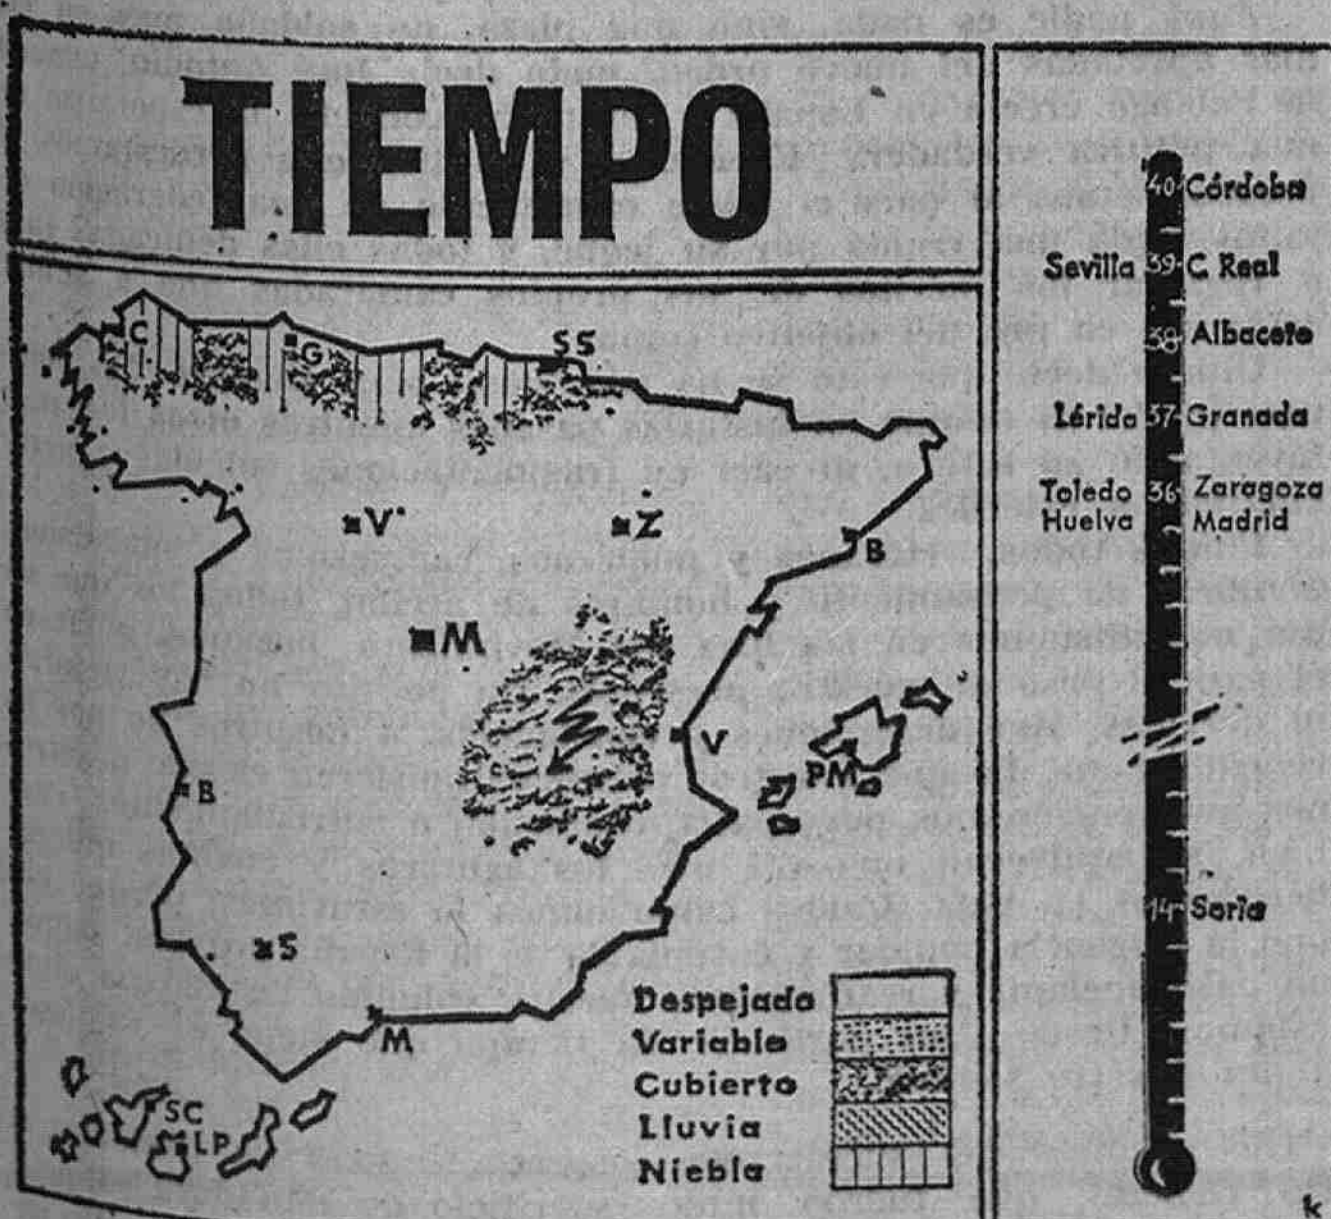 TIEMPO
C
G
SS
V
Z
B
M
V
PM
B
S
M
SC
LP
Despejado
Variable
Cubierto
Lluvia
Niebla
40 Córdoba
Sevilla 39 C Real
38 Albacete
Lérida 37 Granada
Toledo 36 Zaragoza
Huelva Madrid
14 Soria
k